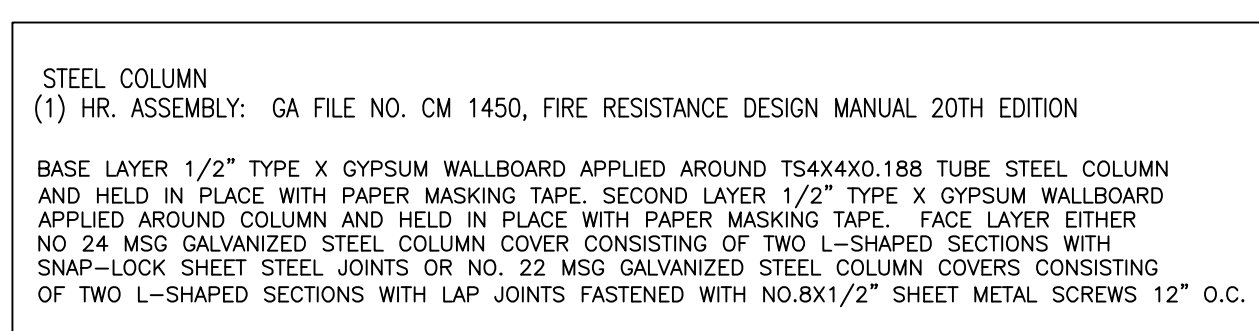 STEEL COLUMN
(1) HR. ASSEMBLY: GA FILE NO. CM 1450, FIRE RESISTANCE DESIGN MANUAL 20TH EDITION
BASE LAYER 1/2" TYPE X GYPSUM WALLBOARD APPLIED AROUND TS4X4X0.188 TUBE STEEL COLUMN
AND HELD IN PLACE WITH PAPER MASKING TAPE. SECOND LAYER 1/2" TYPE X GYPSUM WALLBOARD
APPLIED AROUND COLUMN AND HELD IN PLACE WITH PAPER MASKING TAPE. FACE LAYER EITHER
NO 24 MSG GALVANIZED STEEL COLUMN COVER CONSISTING OF TWO L-SHAPED SECTIONS WITH
SNAP-LOCK SHEET STEEL JOINTS OR NO. 22 MSG GALVANIZED STEEL COLUMN COVERS CONSISTING
OF TWO L-SHAPED SECTIONS WITH LAP JOINTS FASTENED WITH NO.8X1/2" SHEET METAL SCREWS 12" O.C.